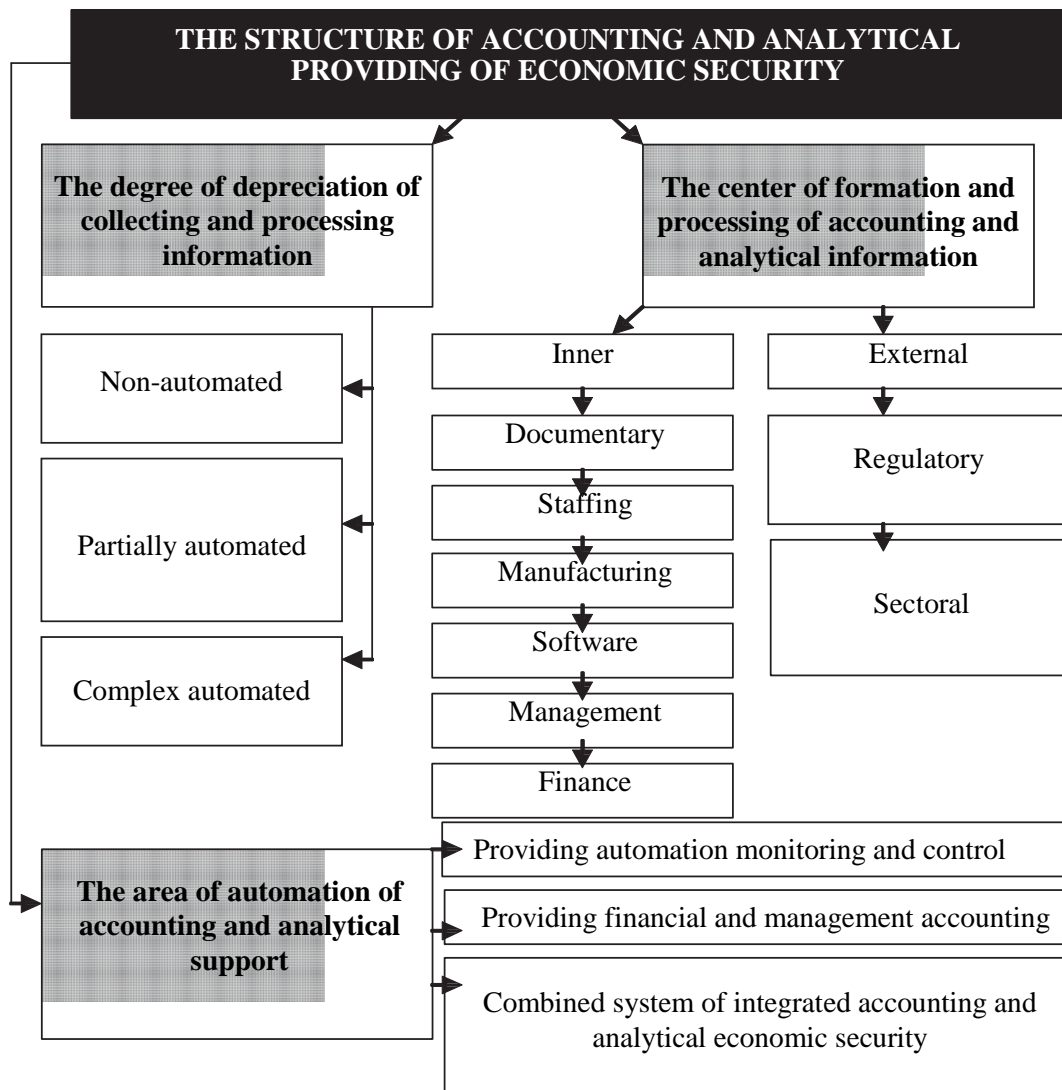 THE STRUCTURE OF ACCOUNTING AND ANALYTICAL
PROVIDING OF ECONOMIC SECURITY
The degree of depreciation of
collecting and processing
information
The center of formation and
processing of accounting and
analytical information
Non-automated
Partially automated
Complex automated
Inner
Documentary
Staffing
Manufacturing
Software
Management
Finance
External
Regulatory
Sectoral
The area of automation of
accounting and analytical
support
Providing automation monitoring and control
Providing financial and management accounting
Combined system of integrated accounting and
analytical economic security